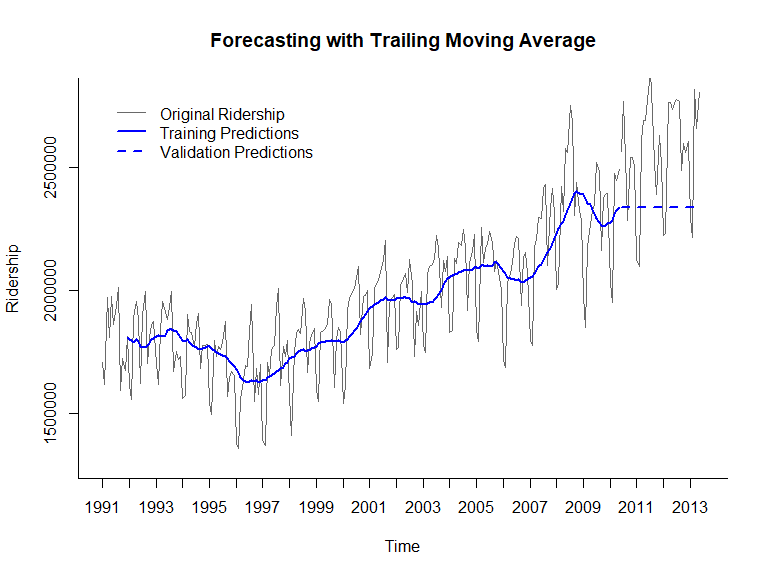 Forecasting with Trailing Moving Average
Original Ridership
Training Predictions
Validation Predictions
Ridership
2500000
2000000
1500000
1991 1993 1995 1997 1999 2001 2003 2005 2007 2009 2011 2013
Time